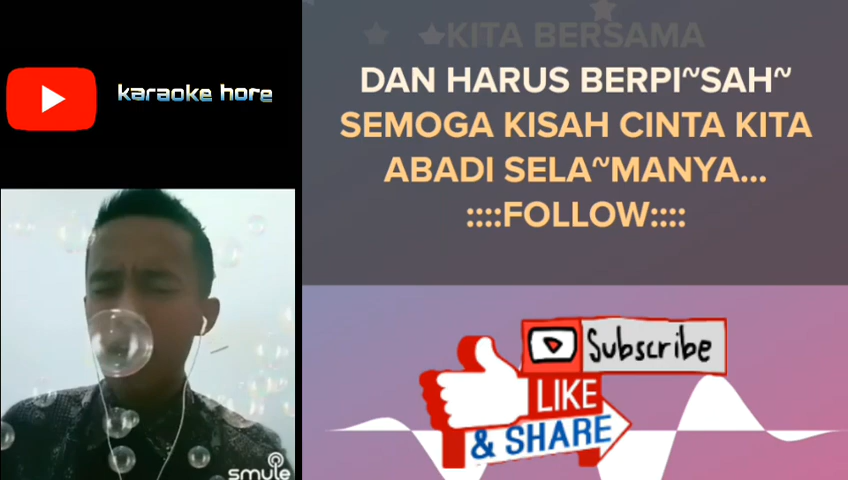 karaoke hore
KITA BERSAMA
DAN HARUS BERPI~SAH~
SEMOGA KISAH CINTA KITA
ABADI SELA~MANYA...
::::FOLLOW::::
Subscribe
LIKE
& SHARE
smule